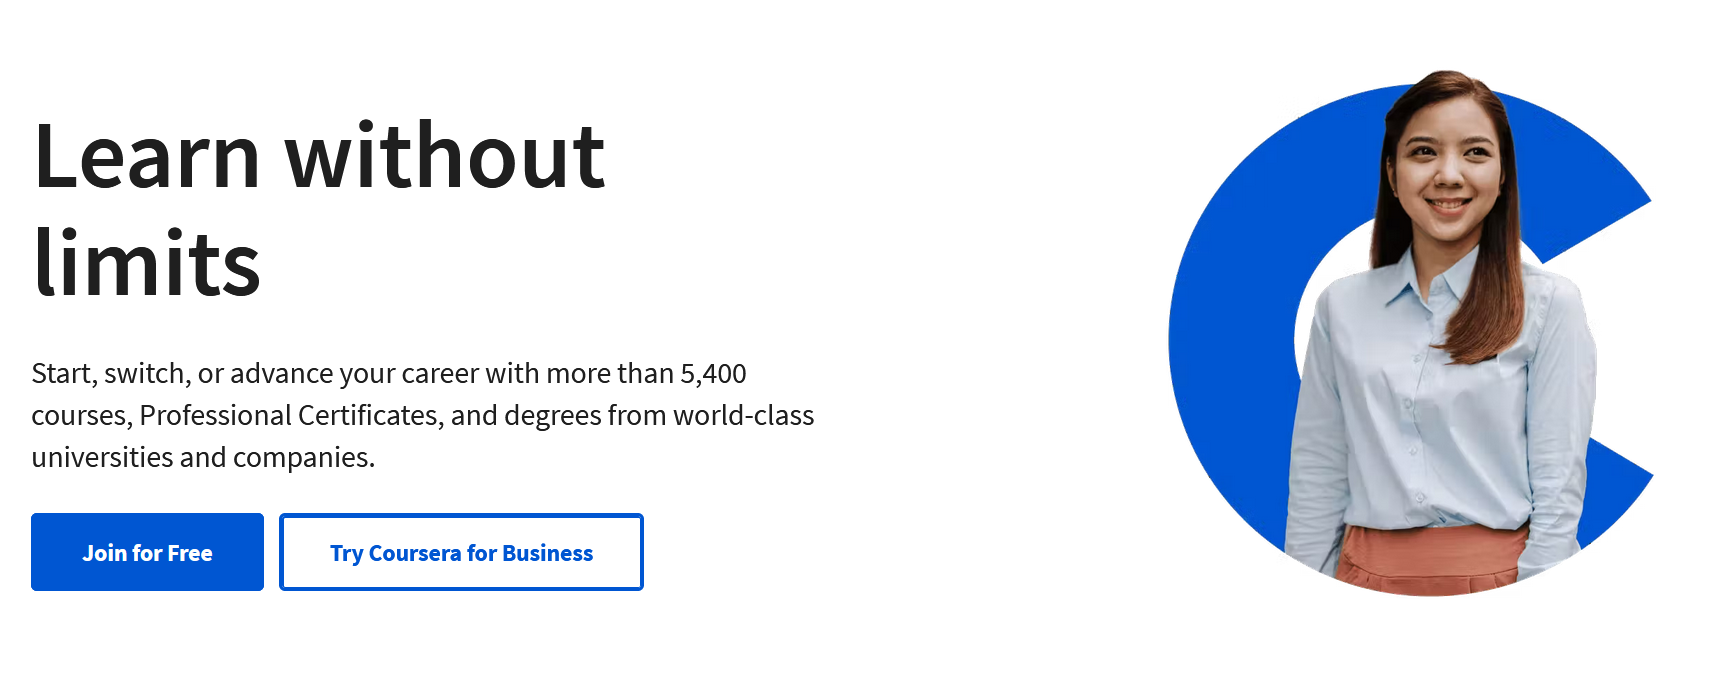 Learn without
limits
Start, switch, or advance your career with more than 5,400
courses, Professional Certificates, and degrees from world-class
universities and companies.
Join for Free
Try Coursera for Business